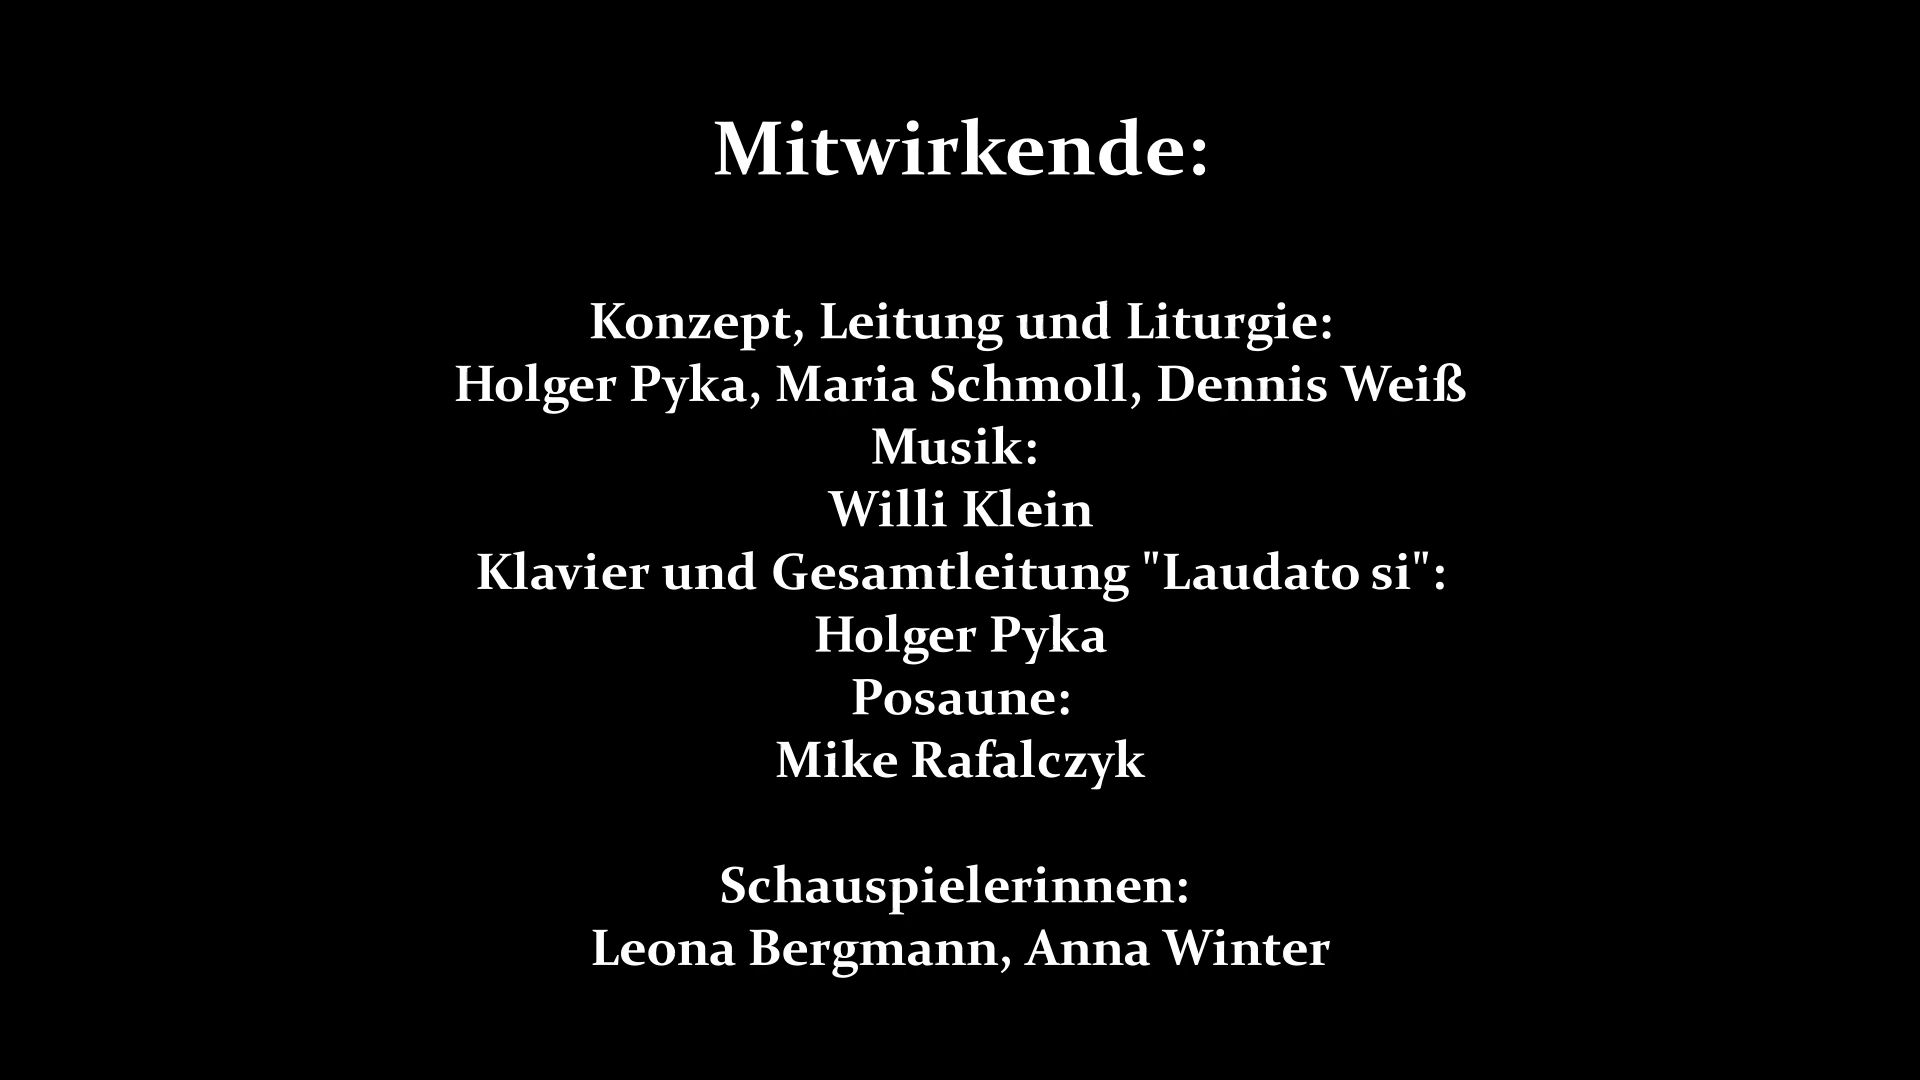 Mitwirkende:
Konzept, Leitung und Liturgie:
Holger Pyka, Maria Schmoll, Dennis Weiß
Musik:
Willi Klein
Klavier und Gesamtleitung "Laudato si":
Holger Pyka
Posaune:
Mike Rafalczyk
Schauspielerinnen:
Leona Bergmann, Anna Winter